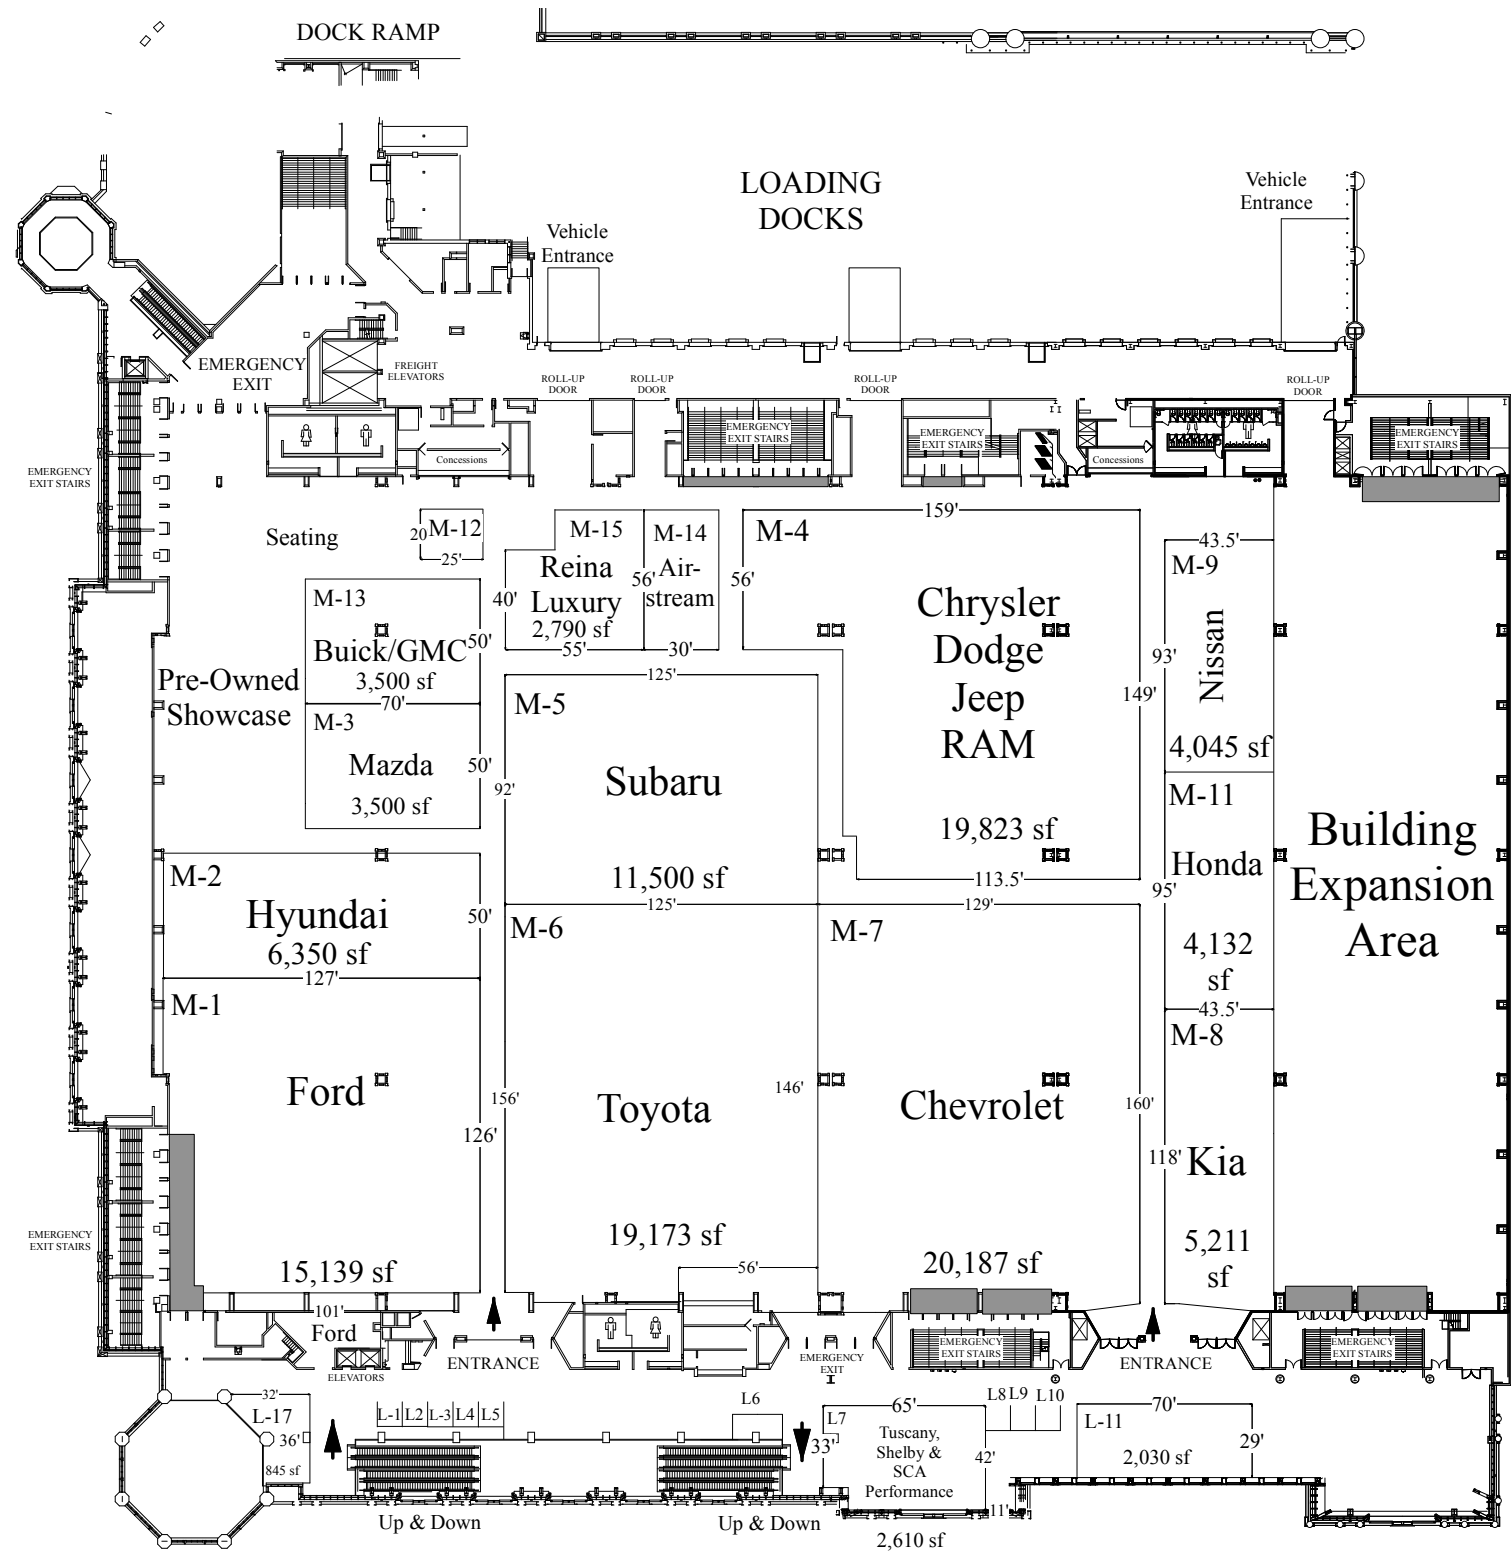 DOCK RAMP
LOADING
DOCKS
Vehicle
Entrance
Vehicle
Entrance
EMERGENCY
EXIT
FREIGHT
ELEVATORS
ROLL-UP
DOOR
ROLL-UP
DOOR
ROLL-UP
DOOR
ROLL-UP
DOOR
EMERGENCY
EXIT STAIRS
EMERGENCY
EXIT STAIRS
EMERGENCY
EXIT STAIRS
EMERGENCY
EXIT STAIRS
Concessions
Concessions
Seating
M-12
20'
25'
M-15
Reina
Luxury
2,790 sf
40'
55'
56'
M-14
Air-
stream
30'
M-4
159'
56'
Chrysler
Dodge
Jeep
RAM
19,823 sf
149'
113.5'
43.5'
M-9
Nissan
93'
4,045 sf
M-13
Buick/GMC
3,500 sf
50'
70'
Pre-Owned
Showcase
M-3
Mazda
3,500 sf
50'
125'
M-5
Subaru
92'
11,500 sf
125'
M-11
Honda
95'
4,132
sf
43.5'
Building
Expansion
Area
M-2
Hyundai
6,350 sf
50'
127'
M-1
Ford
126'
15,139 sf
101'
Ford
M-6
156'
Toyota
146'
19,173 sf
56'
M-7
129'
Chevrolet
160'
20,187 sf
M-8
118'
Kia
5,211
sf
EMERGENCY
EXIT STAIRS
ELEVATORS
ENTRANCE
EMERGENCY
EXIT
EMERGENCY
EXIT STAIRS
ENTRANCE
EMERGENCY
EXIT STAIRS
32'
L-17
36'
845 sf
L-1
L2
L-3
L4
L5
L6
L7
33'
65'
Tuscany,
Shelby &
SCA
Performance
42'
11'
2,610 sf
L8
L9
L10
70'
L-11
2,030 sf
29'
Up & Down
Up & Down